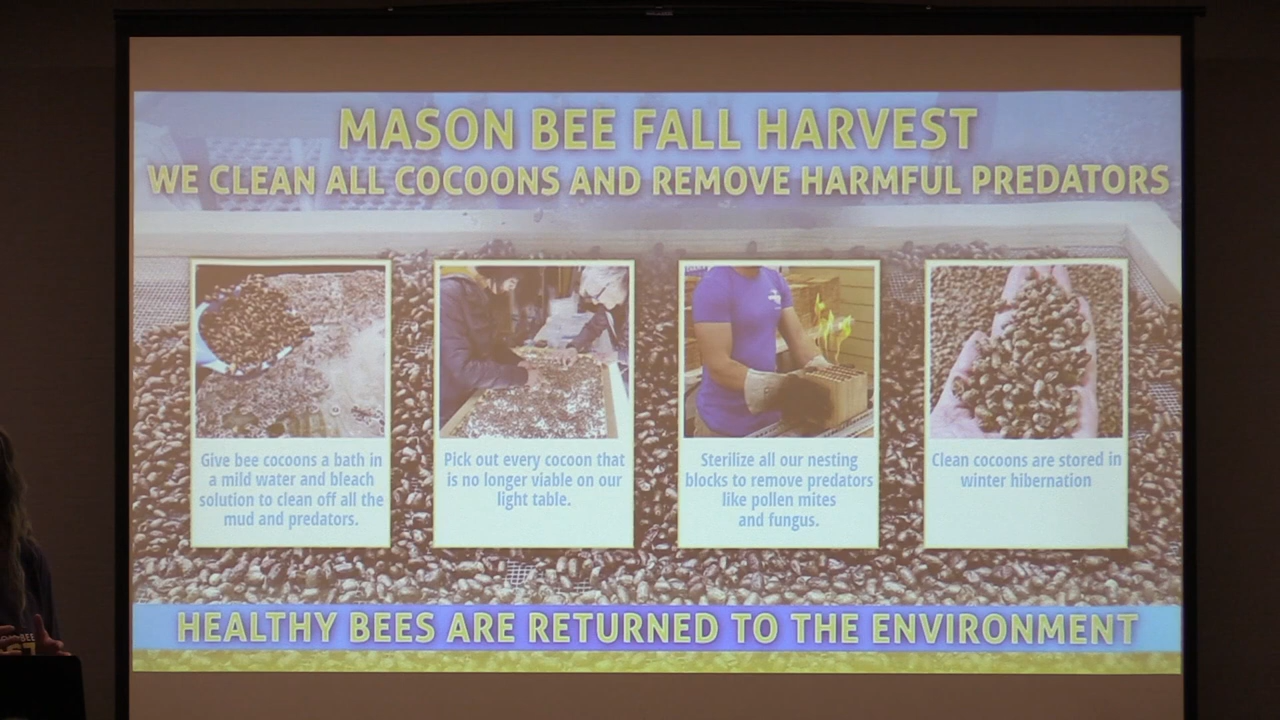 MASON BEE FALL HARVEST
WE CLEAN ALL COCOONS AND REMOVE HARMFUL PREDATORS
Give bee cocoons a bath in
a mild water and bleach
solution to clean off all the
mud and predators.
Pick out every cocoon that
is no longer viable on our
light table.
Sterilize all our nesting
blocks to remove predators
like pollen mites
and fungus.
Clean cocoons are stored in
winter hibernation
HEALTHY BEES ARE RETURNED TO THE ENVIRONMENT